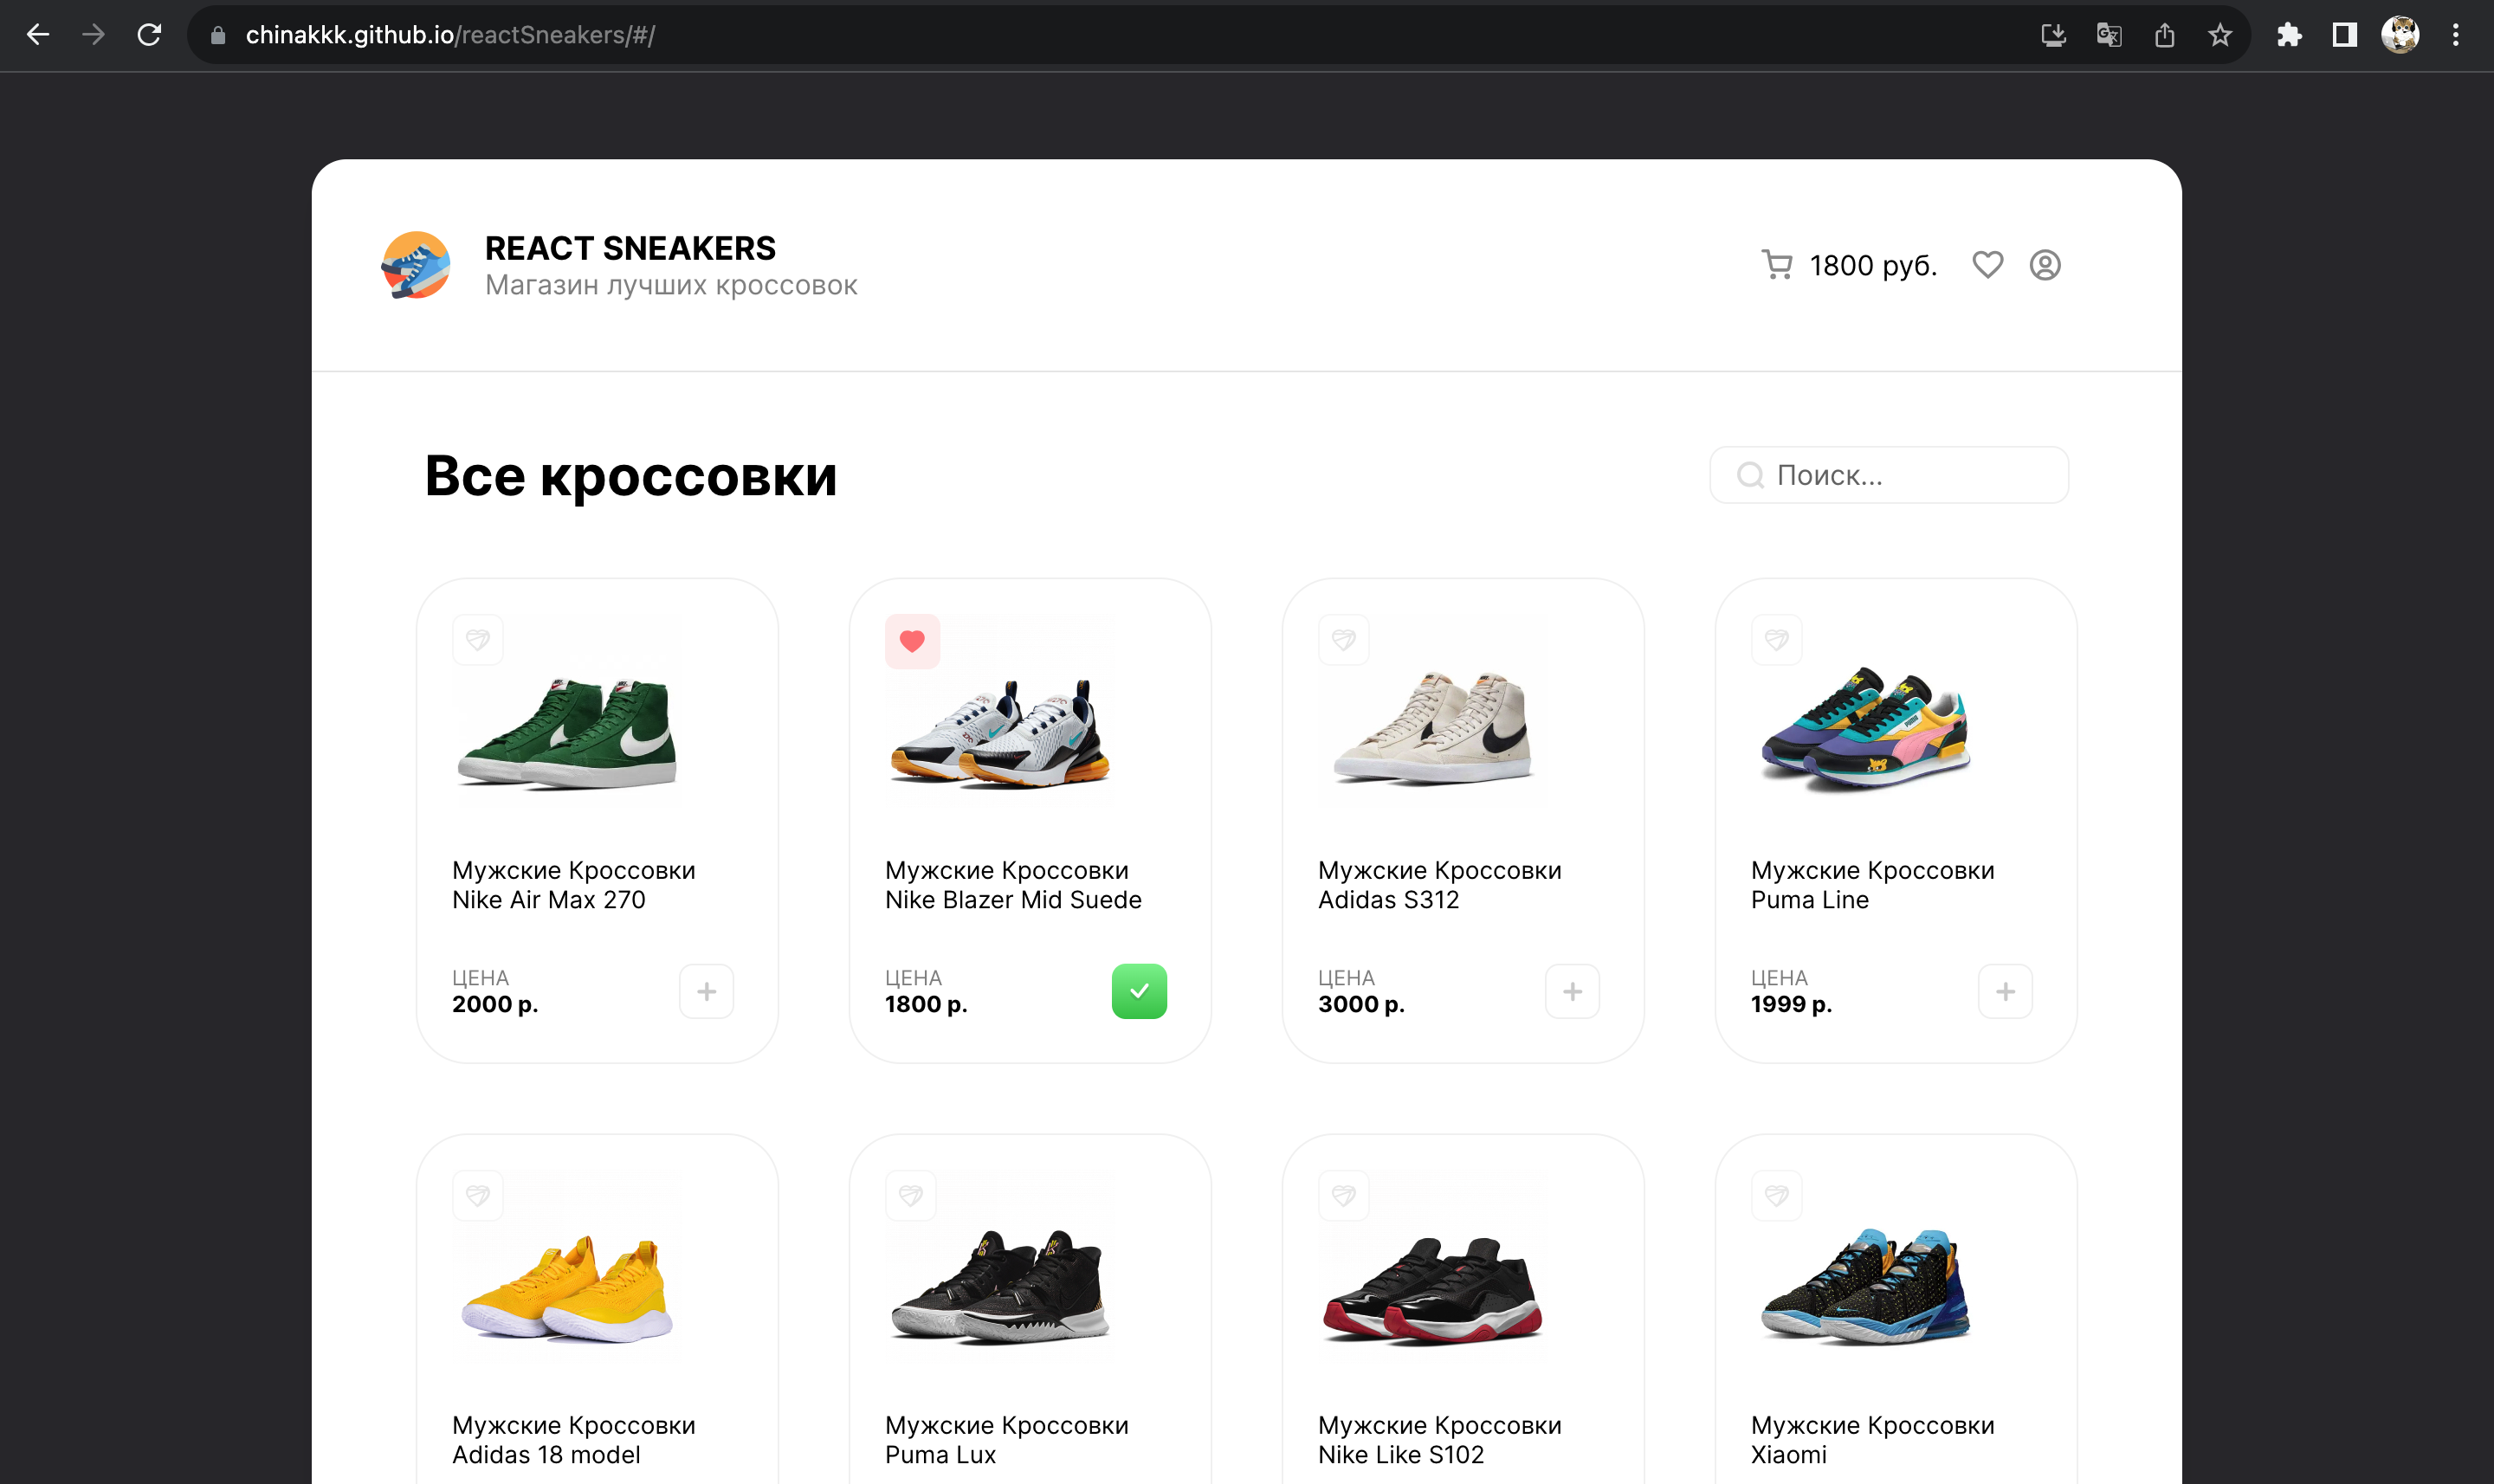 chinakkk.github.io/reactSneakers/#/
REACT SNEAKERS
Магазин лучших кроссовок
1800 руб.
Все кроссовки
Поиск...
Мужские Кроссовки
Nike Air Max 270
ЦЕНА
2000 р.
Мужские Кроссовки
Nike Blazer Mid Suede
ЦЕНА
1800 р.
Мужские Кроссовки
Adidas S312
ЦЕНА
3000 р.
Мужские Кроссовки
Puma Line
ЦЕНА
1999 р.
Мужские Кроссовки
Adidas 18 model
Мужские Кроссовки
Puma Lux
Мужские Кроссовки
Nike Like S102
Мужские Кроссовки
Xiaomi